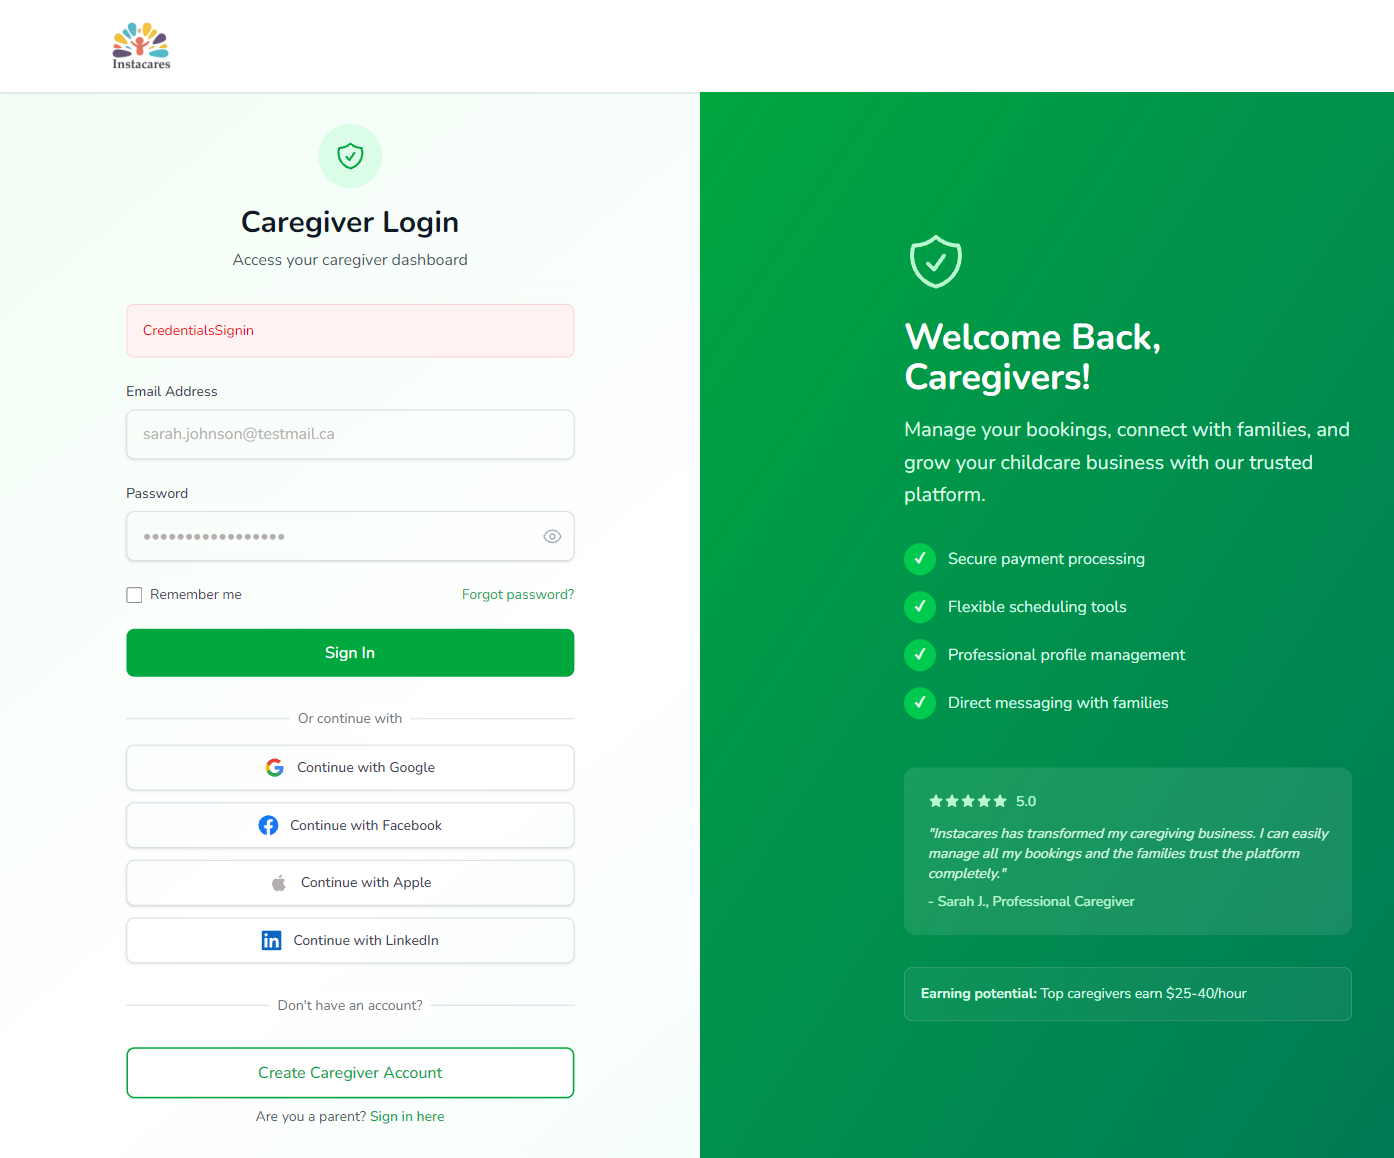 Instacares
Caregiver Login
Access your caregiver dashboard
CredentialsSignin
Email Address
sarah.johnson@testmail.ca
Password
•••••••••••••••••
Remember me
Forgot password?
Sign In
Or continue with
Continue with Google
Continue with Facebook
Continue with Apple
Continue with LinkedIn
Don't have an account?
Create Caregiver Account
Are you a parent? Sign in here
Welcome Back,
Caregivers!
Manage your bookings, connect with families, and
grow your childcare business with our trusted
platform.
Secure payment processing
Flexible scheduling tools
Professional profile management
Direct messaging with families
5.0
"Instacares has transformed my caregiving business. I can easily
manage all my bookings and the families trust the platform
completely."
- Sarah J., Professional Caregiver
Earning potential: Top caregivers earn $25-40/hour